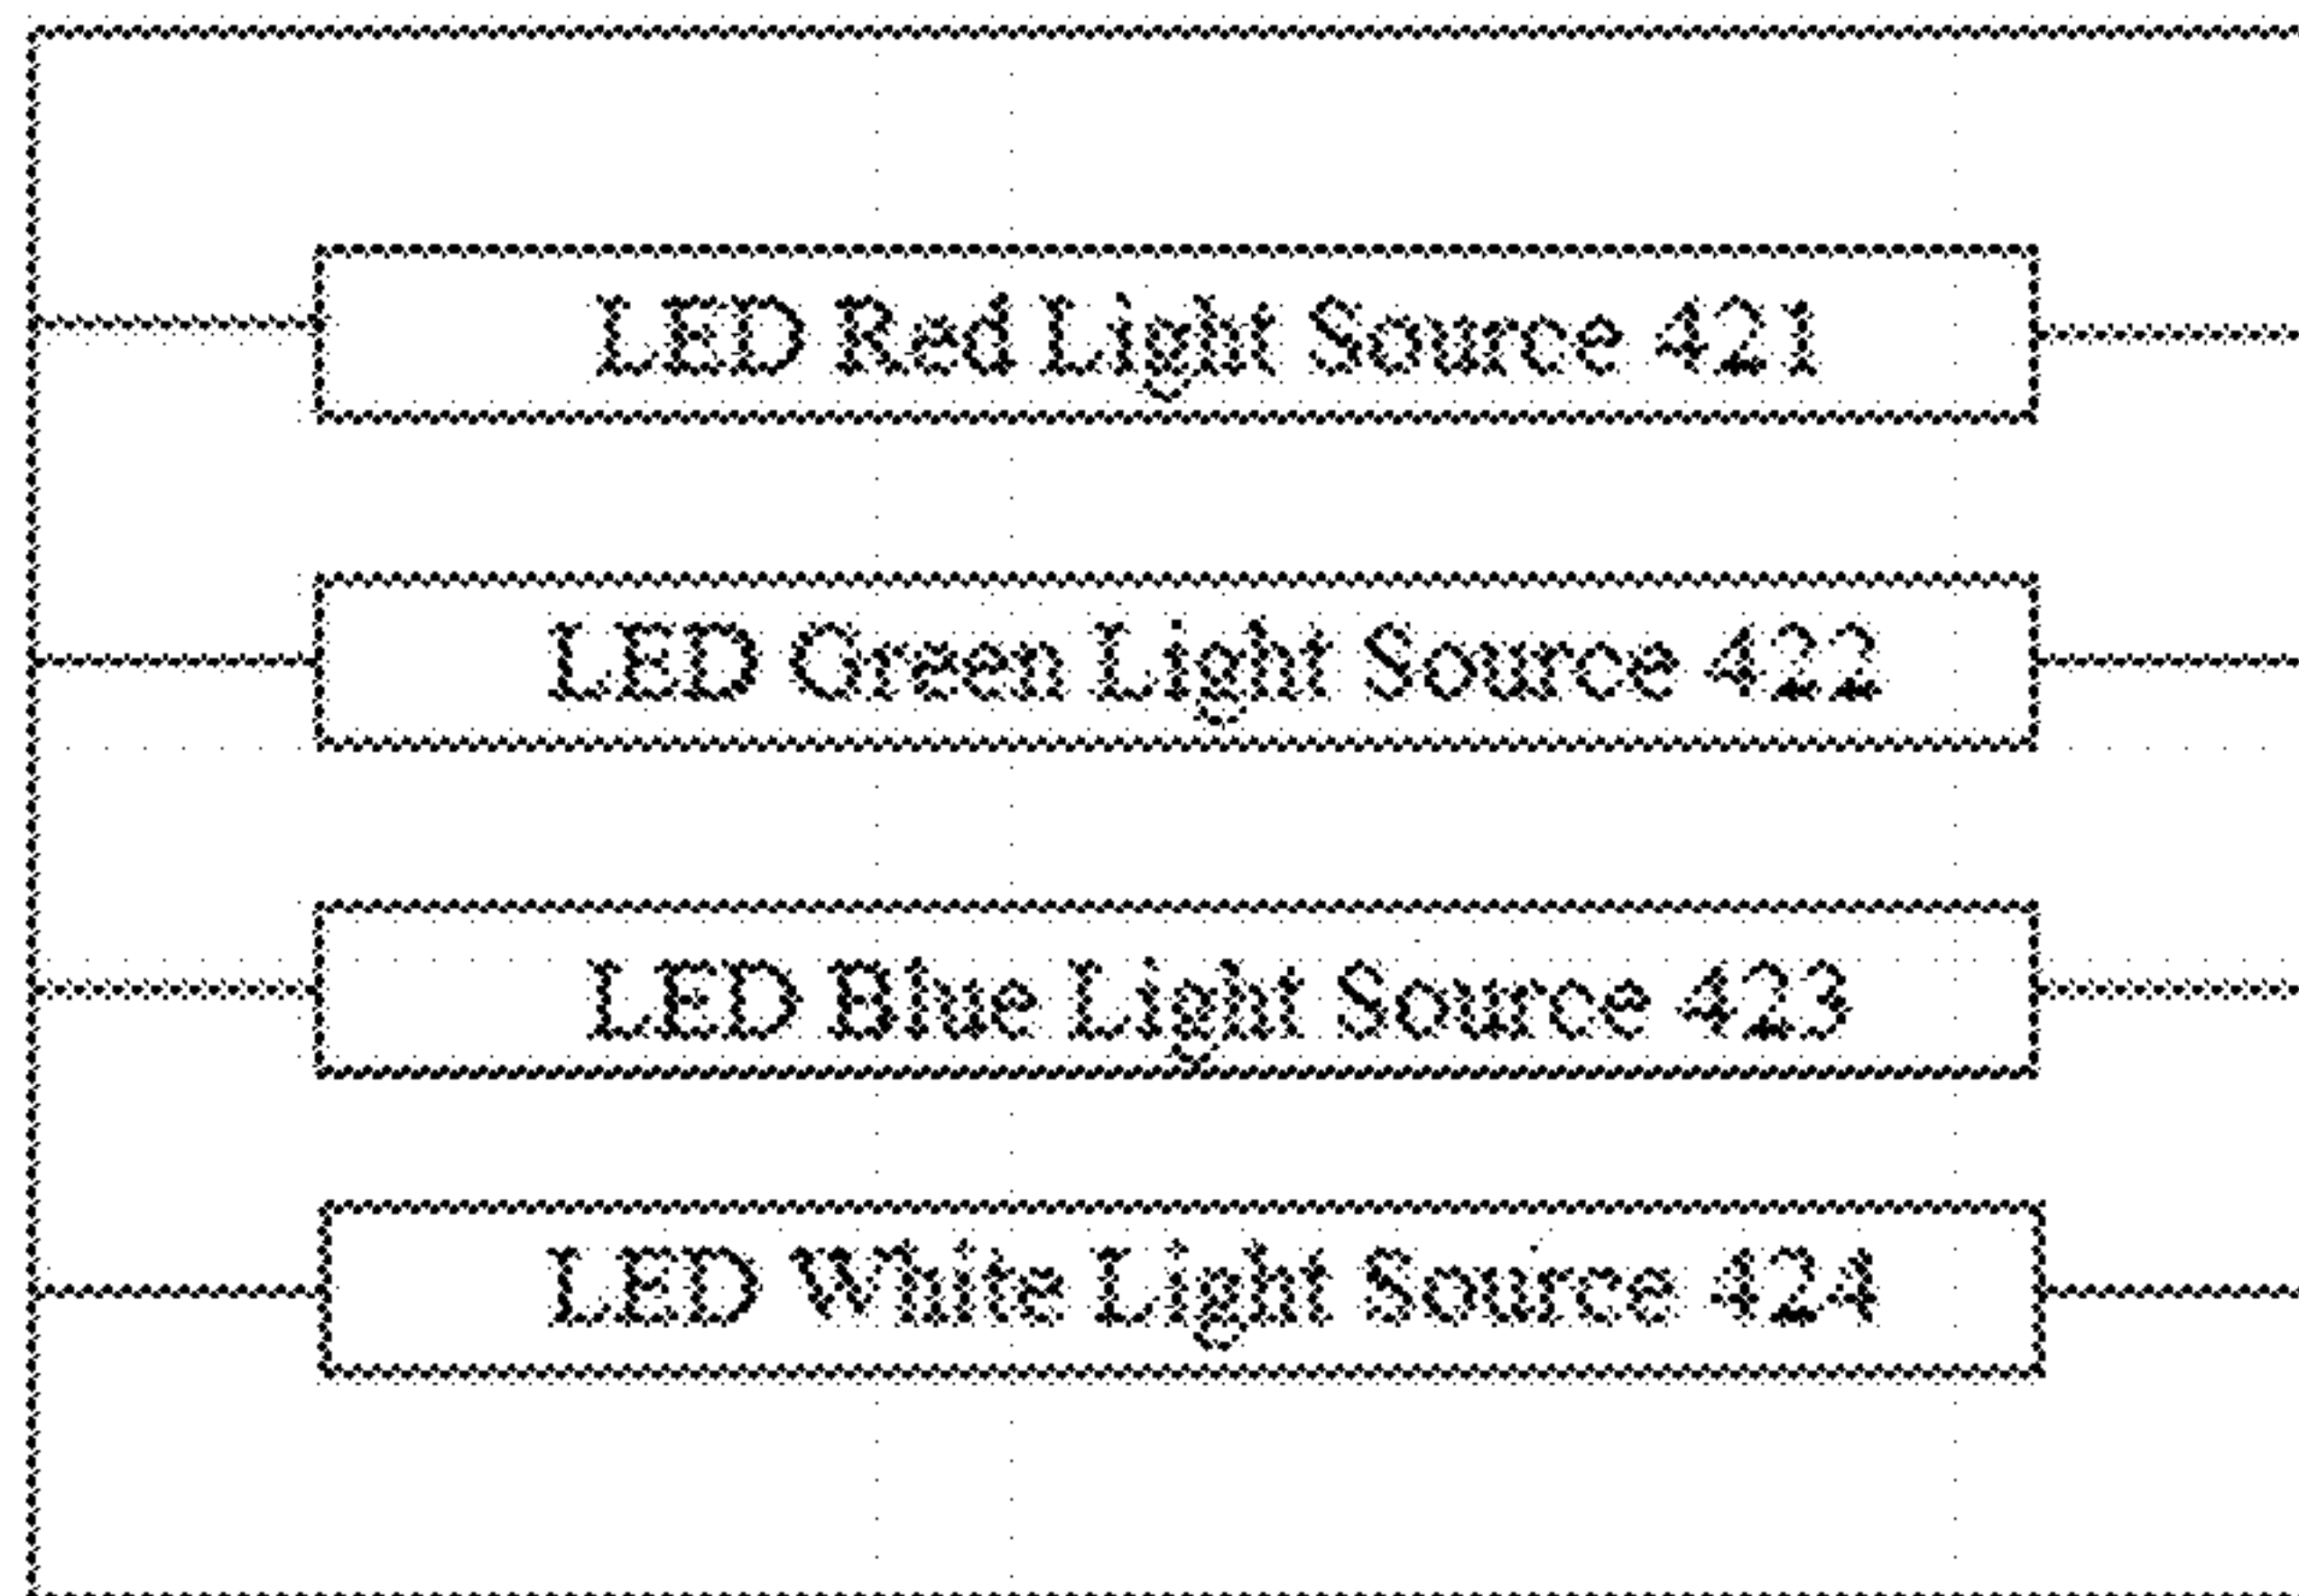 LED Red Light Source 421
LED Green Light Source 422
LED Blue Light Source 423
LED White Light Source 424